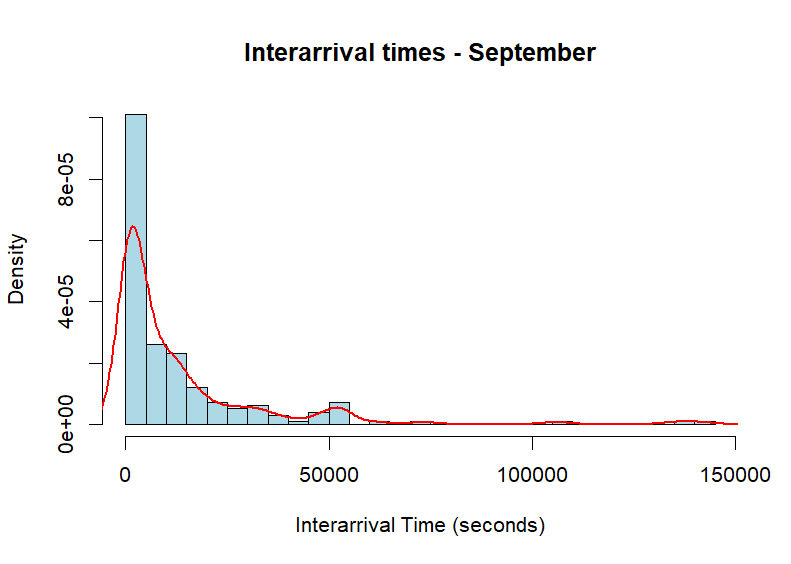 Interarrival times - September
Density
8e-05
4e-05
0e+00
0 50000 100000 150000
Interarrival Time (seconds)